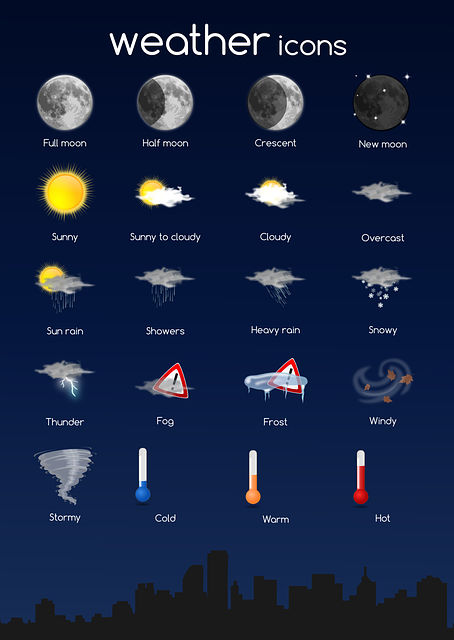 weather icons
Full moon Half moon Crescent New moon
Sunny Sunny to cloudy Cloudy Overcast
Sun rain Showers Heavy rain Snowy
Thunder Fog Frost Windy
Stormy Cold Warm Hot